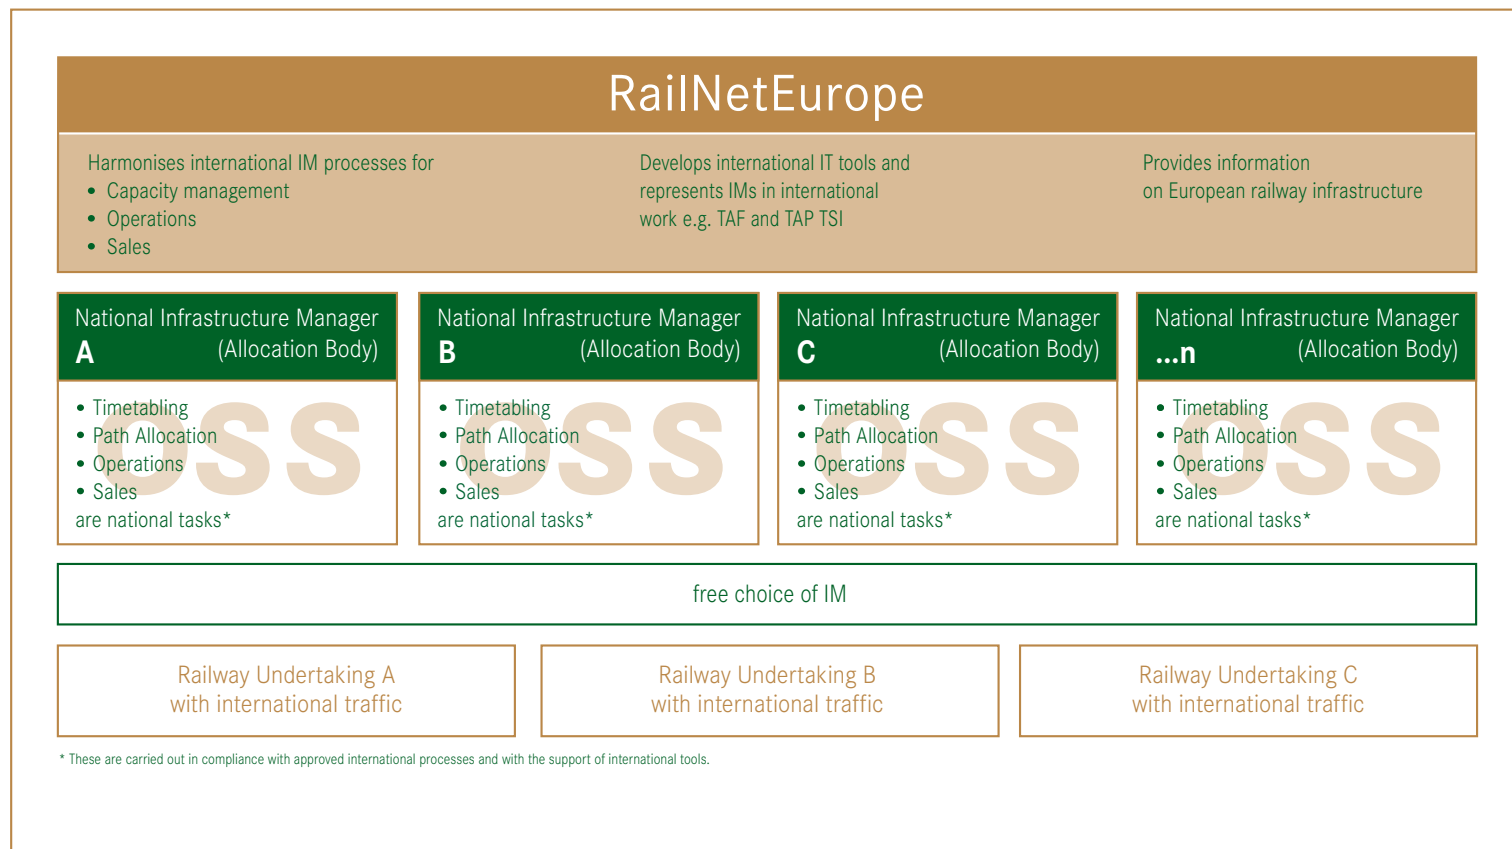 RailNetEurope
Harmonises international IM processes for
• Capacity management
• Operations
• Sales
Develops international IT tools and
represents IMs in international
work e.g. TAF and TAP TSI
Provides information
on European railway infrastructure
National Infrastructure Manager
A (Allocation Body)
• Timetabling
• Path Allocation
• Operations
• Sales
are national tasks*
OSS
National Infrastructure Manager
B (Allocation Body)
• Timetabling
• Path Allocation
• Operations
• Sales
are national tasks*
OSS
National Infrastructure Manager
C (Allocation Body)
• Timetabling
• Path Allocation
• Operations
• Sales
are national tasks*
OSS
National Infrastructure Manager
...n (Allocation Body)
• Timetabling
• Path Allocation
• Operations
• Sales
are national tasks*
OSS
free choice of IM
Railway Undertaking A
with international traffic
Railway Undertaking B
with international traffic
Railway Undertaking C
with international traffic
* These are carried out in compliance with approved international processes and with the support of international tools.